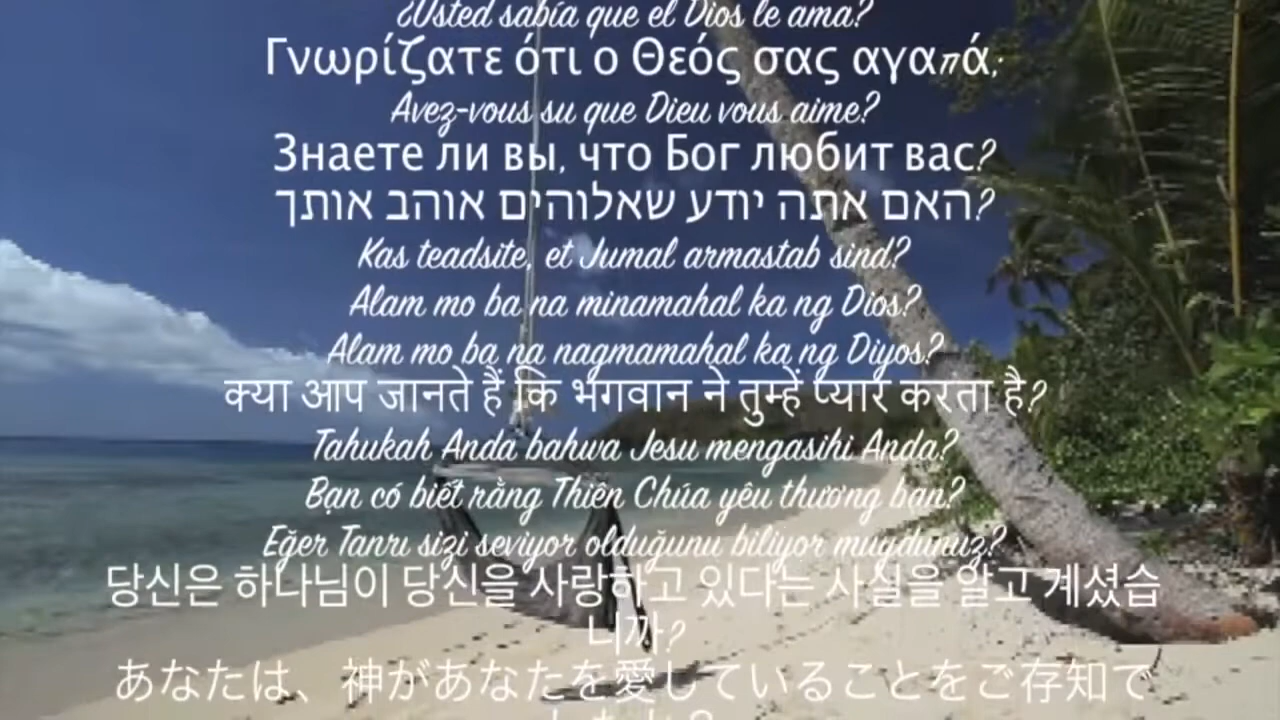 ¿Usted sabía que el Dios le ama?
Γνωρίζατε ότι ο Θεός σας αγαπά;
Avez-vous su que Dieu vous aime?
Знаете ли вы, что Бог любит вас?
האם אתה יודע שאלוהים אוהב אותך?
Kas teadsite, et Jumal armastab sind?
Alam mo ba na minamahal ka ng Dios?
Alam mo ba na nagmamahal ka ng Diyos?
क्या आप जानते हैं कि भगवान ने तुम्हें प्यार करता है?
Tahukah Anda bahwa Jesu mengasihi Anda?
Bạn có biết rằng Thiên Chúa yêu thương bạn?
Eğer Tanrı sizi seviyor olduğunu biliyor muydunuz?
당신은 하나님이 당신을 사랑하고 있다는 사실을 알고 계셨습
니까?
あなたは、神があなたを愛していることをご存知で